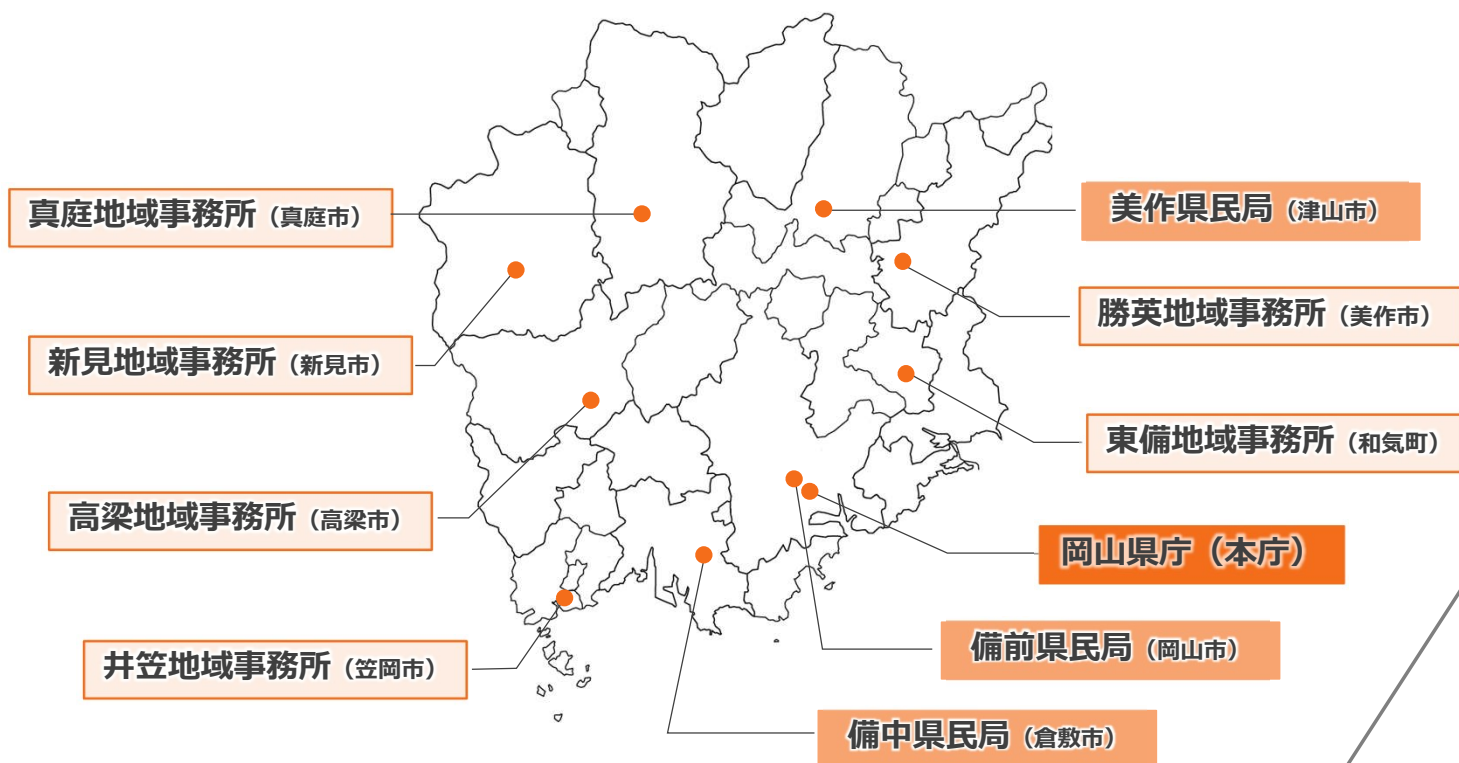 真庭地域事務所（真庭市）
新見地域事務所（新見市）
高梁地域事務所（高梁市）
井笠地域事務所（笠岡市）
美作県民局（津山市）
勝英地域事務所（美作市）
東備地域事務所（和気町）
岡山県庁（本庁）
備前県民局（岡山市）
備中県民局（倉敷市）